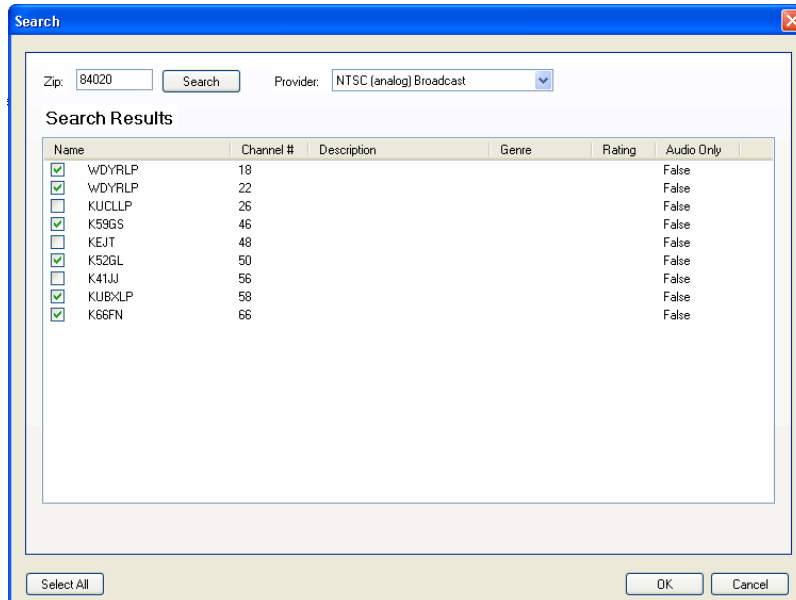 Search
Zip: 84020 Search Provider: NTSC (analog) Broadcast
Search Results
Name Channel # Description Genre Rating Audio Only
WDYRLP 18 False
WDYRLP 22 False
KUCLLP 26 False
K59GS 46 False
KEJT 48 False
K52GL 50 False
K41JJ 56 False
KUBXLP 58 False
K66FN 66 False
Select All OK Cancel